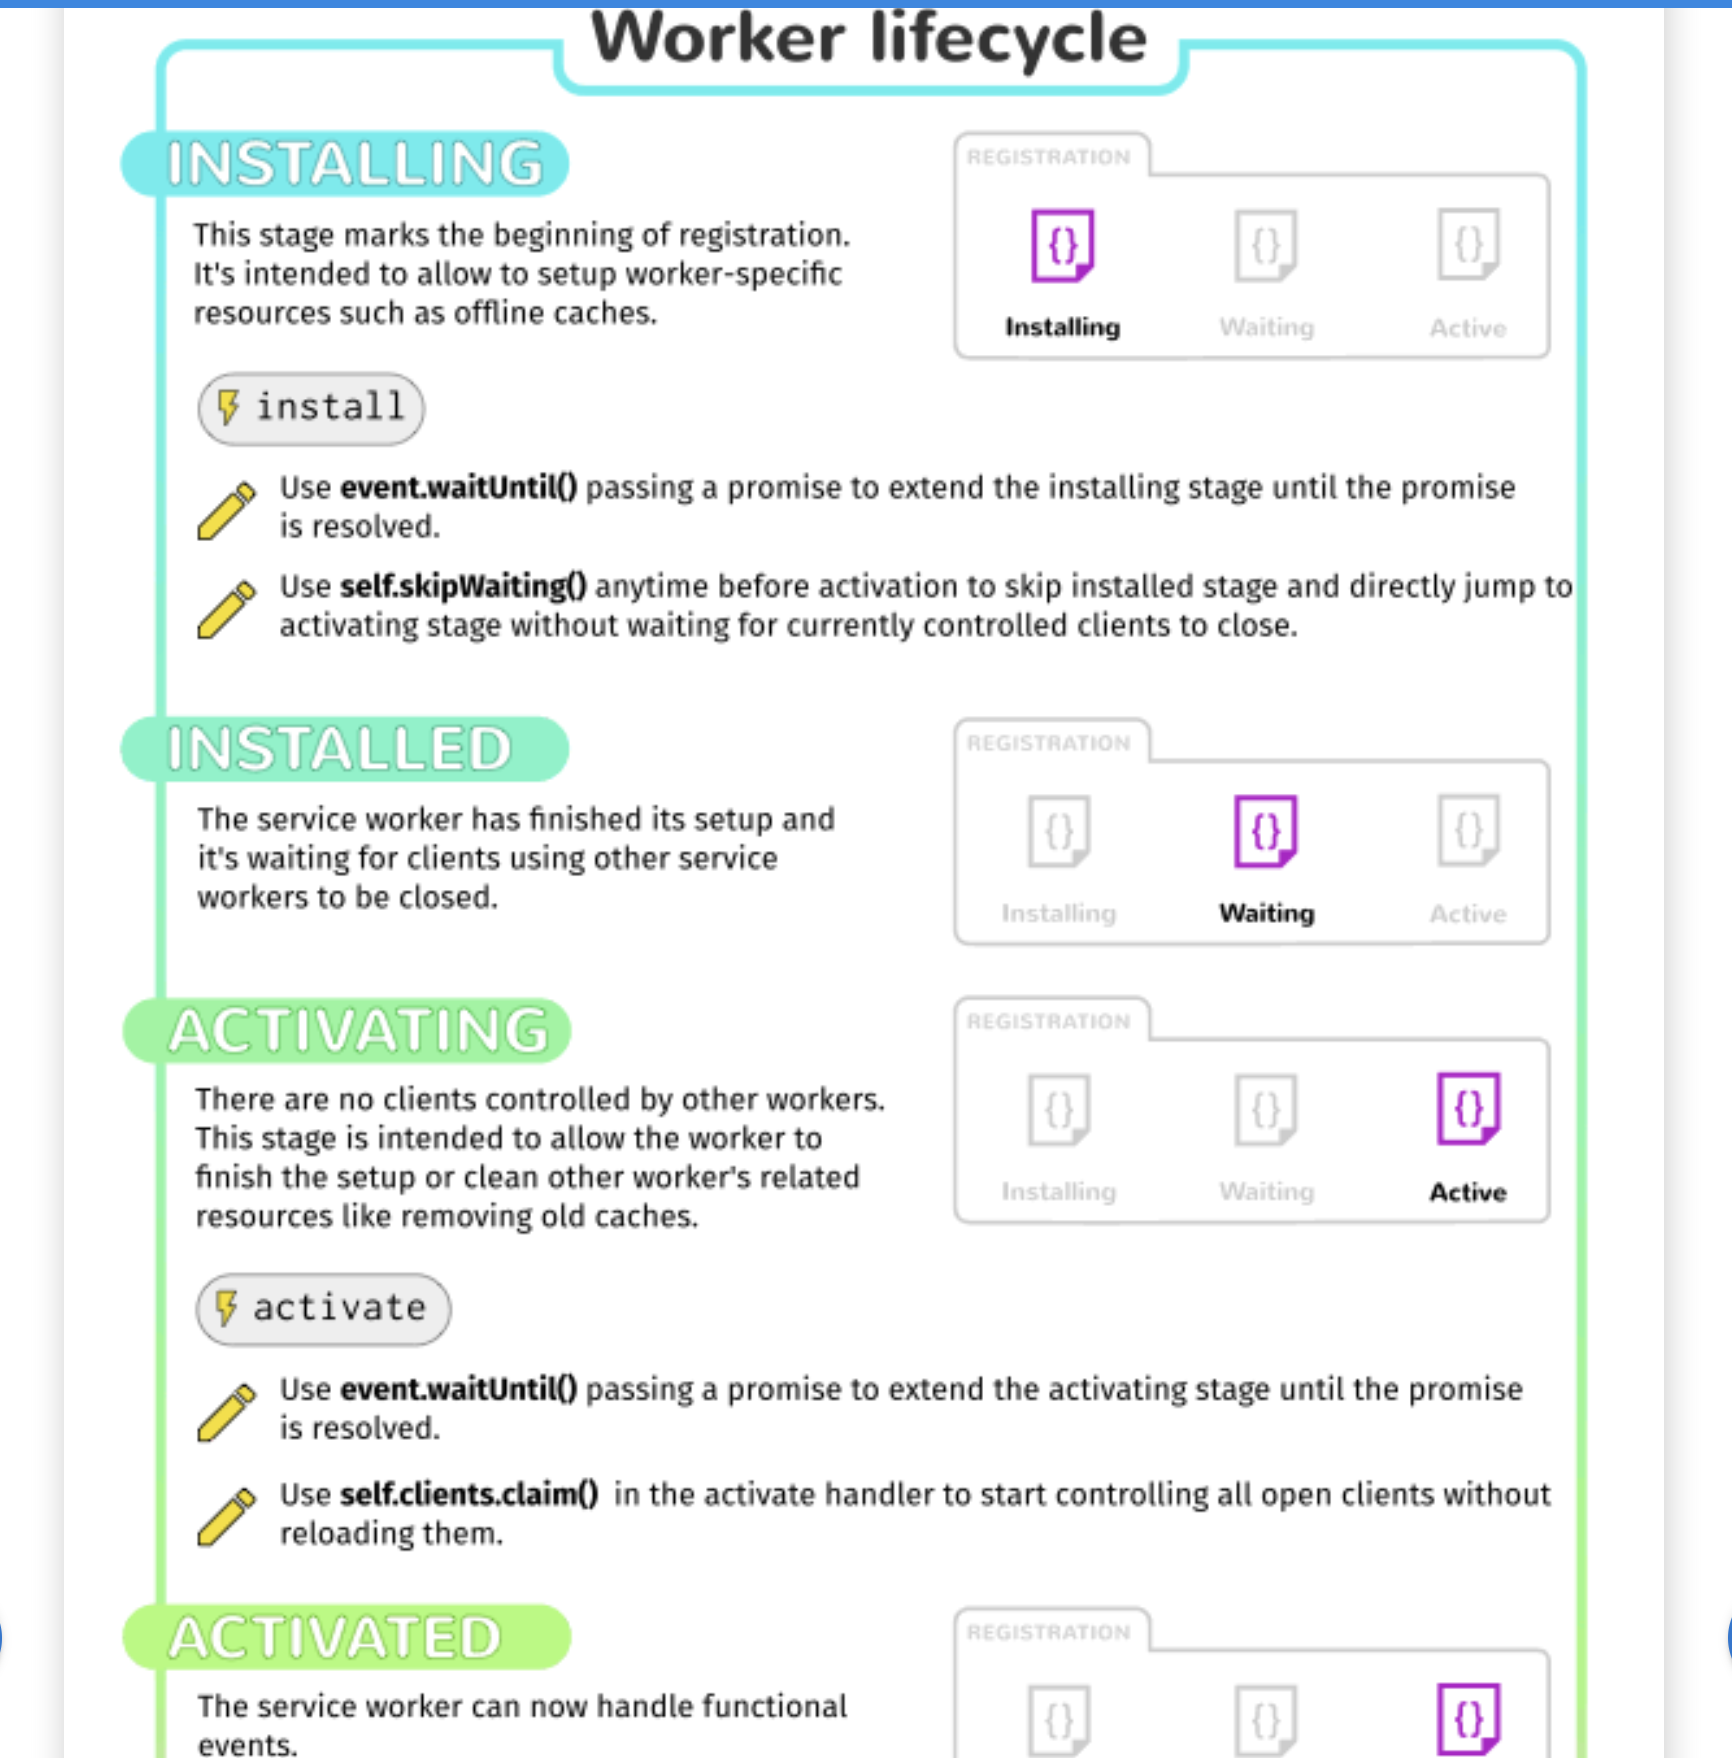 Worker lifecycle
INSTALLING
This stage marks the beginning of registration.
It's intended to allow to setup worker-specific
resources such as offline caches.
REGISTRATION
{} {} {}
Installing Waiting Active
install
Use event.waitUntil() passing a promise to extend the installing stage until the promise
is resolved.
Use self.skipWaiting() anytime before activation to skip installed stage and directly jump to
activating stage without waiting for currently controlled clients to close.
INSTALLED
The service worker has finished its setup and
it's waiting for clients using other service
workers to be closed.
REGISTRATION
{} {} {}
Installing Waiting Active
ACTIVATING
There are no clients controlled by other workers.
This stage is intended to allow the worker to
finish the setup or clean other worker's related
resources like removing old caches.
REGISTRATION
{} {} {}
Installing Waiting Active
activate
Use event.waitUntil() passing a promise to extend the activating stage until the promise
is resolved.
Use self.clients.claim() in the activate handler to start controlling all open clients without
reloading them.
ACTIVATED
The service worker can now handle functional
events.
REGISTRATION
{} {} {}